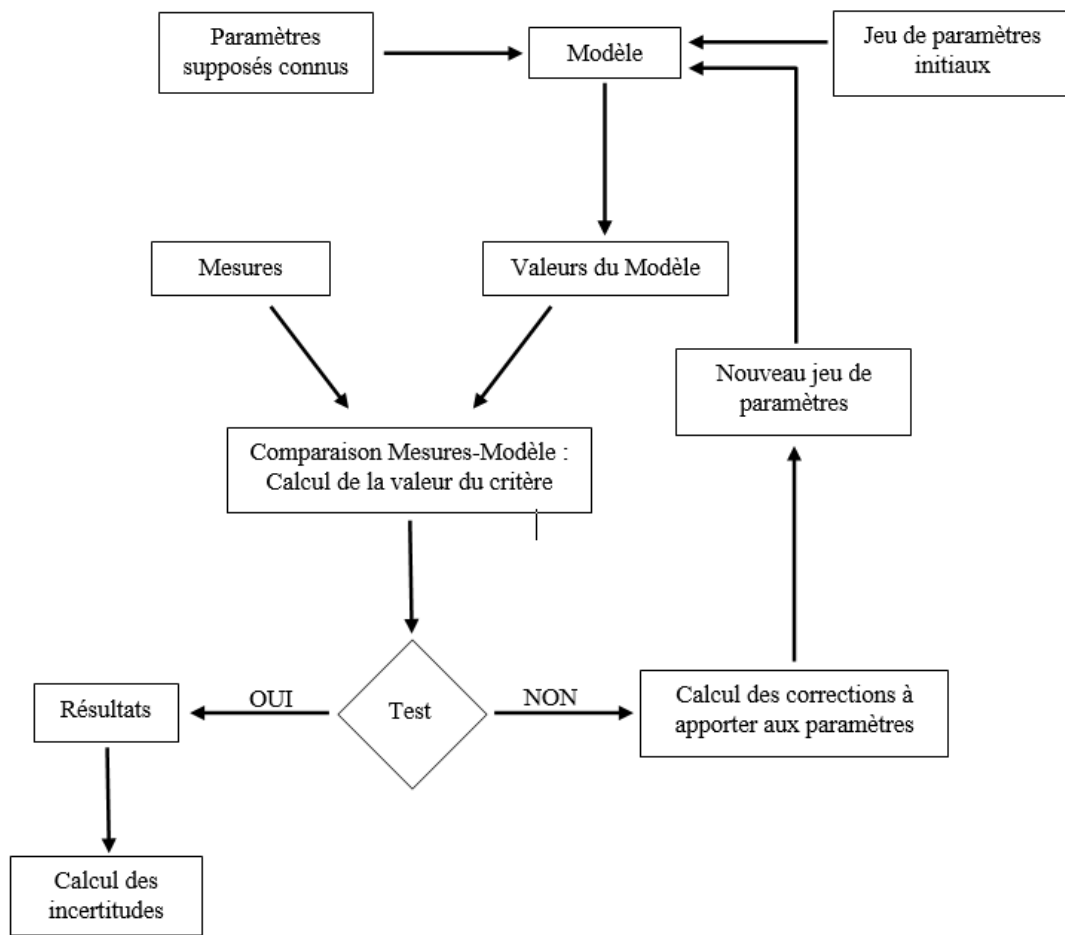 Paramètres
supposés connus
Modèle
Jeu de paramètres
initiaux
Mesures
Valeurs du Modèle
Nouveau jeu de
paramètres
Comparaison Mesures-Modèle :
Calcul de la valeur du critère
Résultats
OUI
Test
NON
Calcul des corrections à
apporter aux paramètres
Calcul des
incertitudes